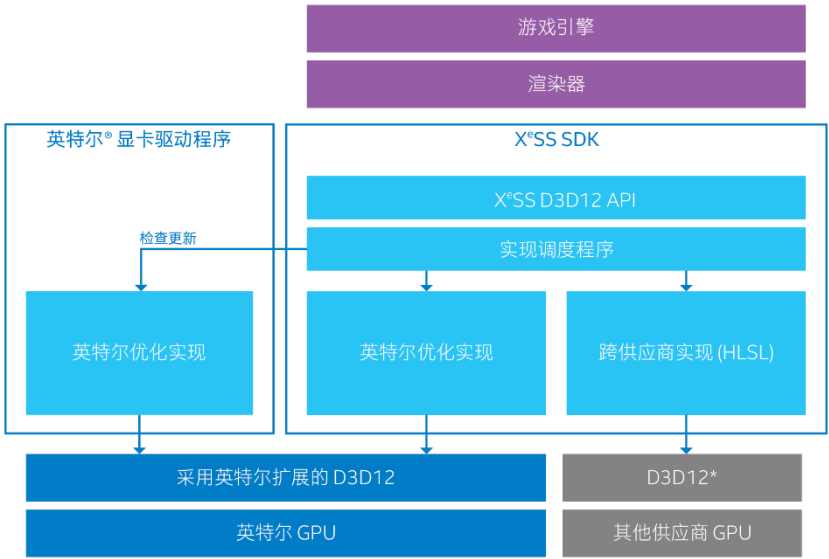 游戏引擎
渲染器
英特尔® 显卡驱动程序
XᵉSS SDK
XᵉSS D3D12 API
检查更新
实现调度程序
英特尔优化实现
英特尔优化实现
跨供应商实现 (HLSL)
采用英特尔扩展的 D3D12
D3D12*
英特尔 GPU
其他供应商 GPU